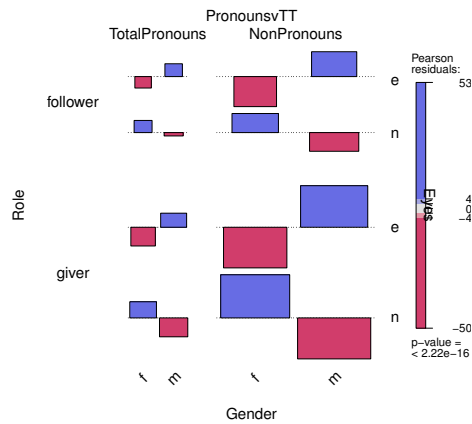 PronounsvTT
TotalPronouns NonPronouns
Pearson
residuals:
53
e
follower
n
4
0
-4
Eyes
Role
e
giver
n
-50
p-value =
< 2.22e-16
f m f m
Gender